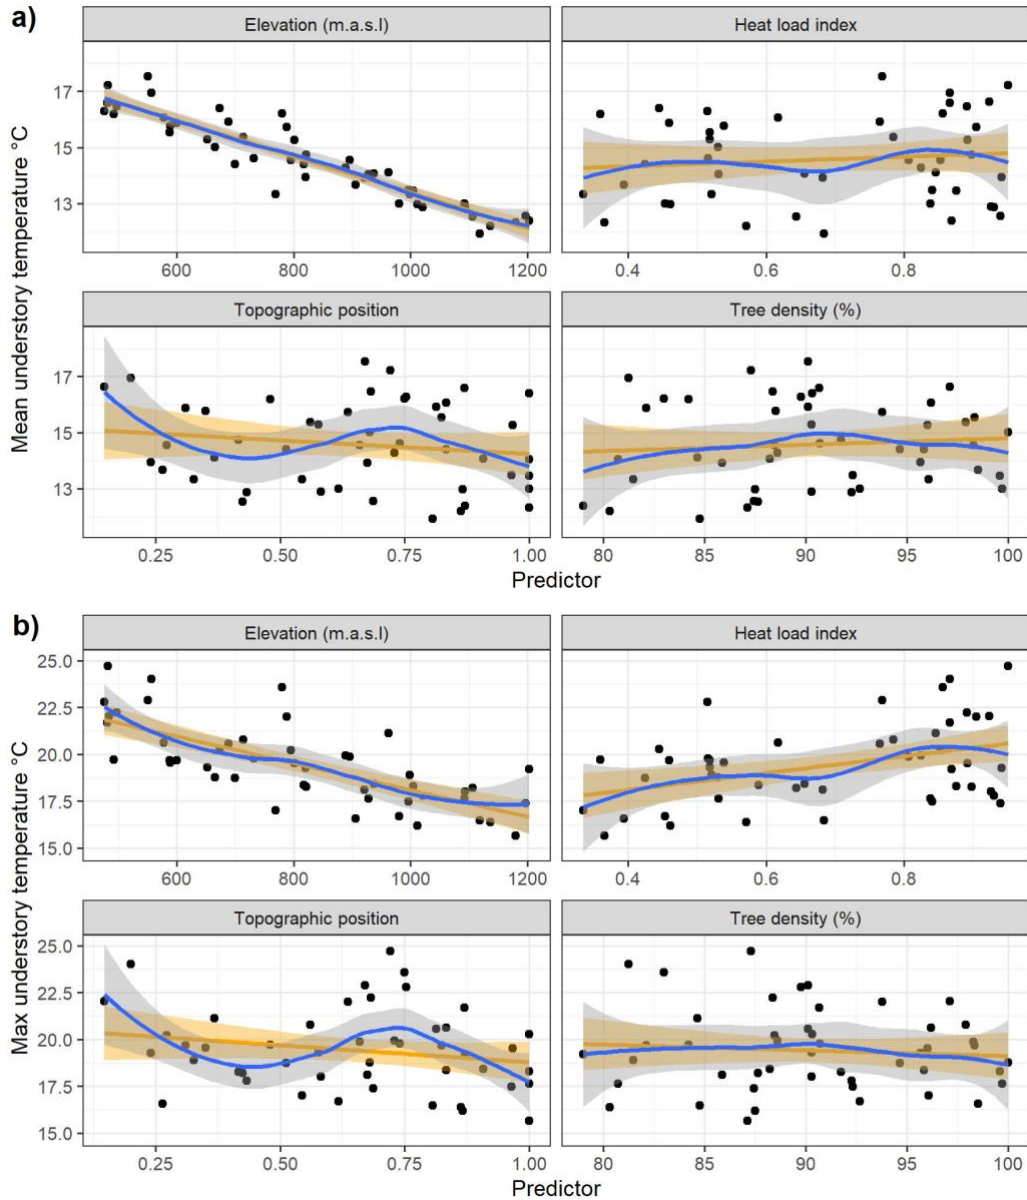 a)
Elevation (m.a.s.l)
Heat load index
17
15
13
600 800 1000 1200
0.4 0.6 0.8
Topographic position
Tree density (%)
17
15
13
0.25 0.50 0.75 1.00
80 85 90 95 100
Mean understory temperature °C
Predictor
b)
Elevation (m.a.s.l)
Heat load index
25.0
22.5
20.0
17.5
15.0
600 800 1000 1200
0.4 0.6 0.8
Topographic position
Tree density (%)
25.0
22.5
20.0
17.5
15.0
0.25 0.50 0.75 1.00
80 85 90 95 100
Max understory temperature °C
Predictor